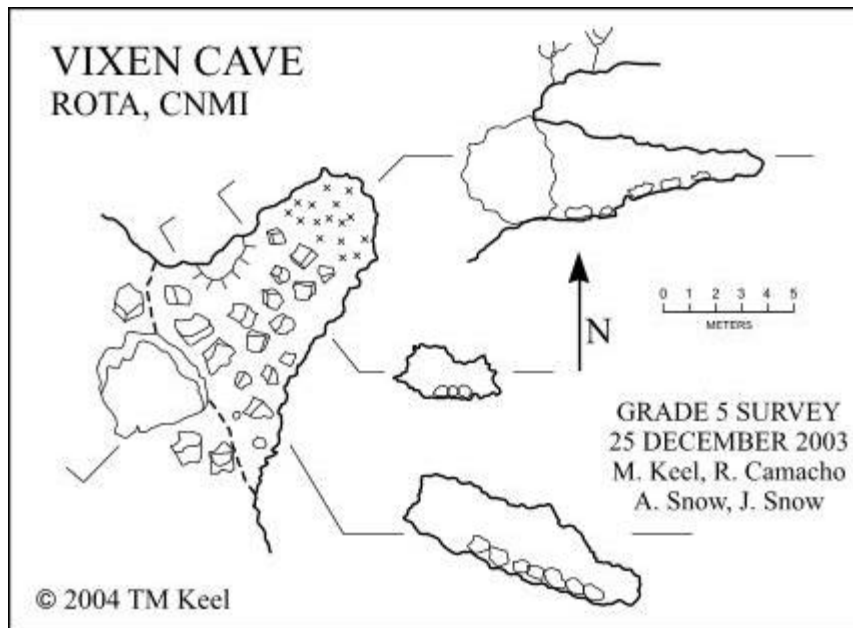 VIXEN CAVE
ROTA, CNMI
N
0 1 2 3 4 5
METERS
GRADE 5 SURVEY
25 DECEMBER 2003
M. Keel, R. Camacho
A. Snow, J. Snow
© 2004 TM Keel